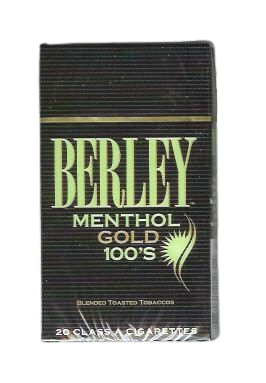 BERLEY
MENTHOL
GOLD
100'S
BLENDED TOASTED TOBACCOS
20 CLASS A CIGARETTES